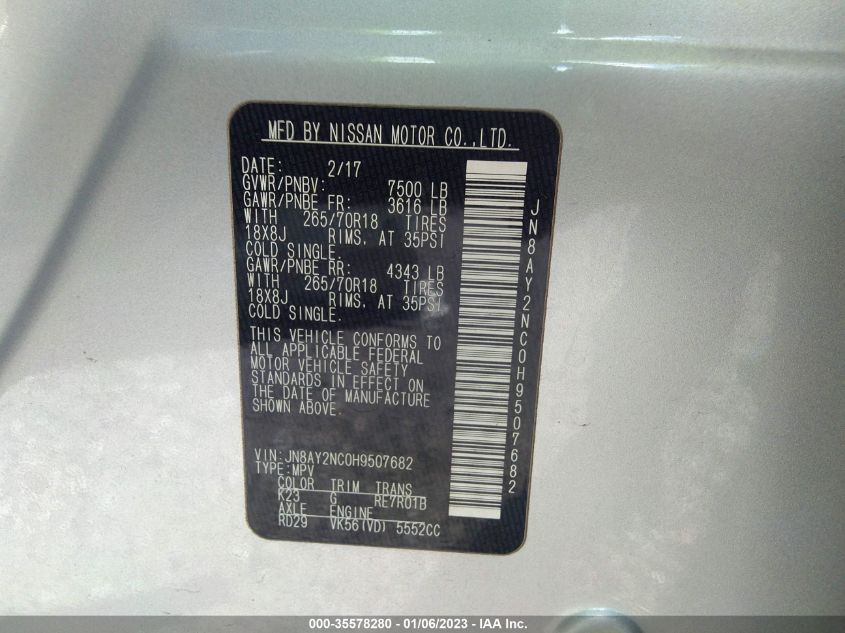 MFD BY NISSAN MOTOR CO.,LTD.
DATE: 2/17
GVWR/PNBV: 7500 LB
GAWR/PNBE FR: 3616 LB
WITH 265/70R18 TIRES
18X8J RIMS, AT 35PSI
COLD SINGLE.
GAWR/PNBE RR: 4343 LB
WITH 265/70R18 TIRES
18X8J RIMS, AT 35PSI
COLD SINGLE.
THIS VEHICLE CONFORMS TO
ALL APPLICABLE FEDERAL
MOTOR VEHICLE SAFETY
STANDARDS IN EFFECT ON
THE DATE OF MANUFACTURE
SHOWN ABOVE.
VIN:JN8AY2NC0H9507682
TYPE:MPV
COLOR TRIM TRANS
K23 G RE7R01B
AXLE ENGINE
RD29 VK56(VD) 5552CC
JN8AY2NC0H9507682
000-35578280 - 01/06/2023 - IAA Inc.